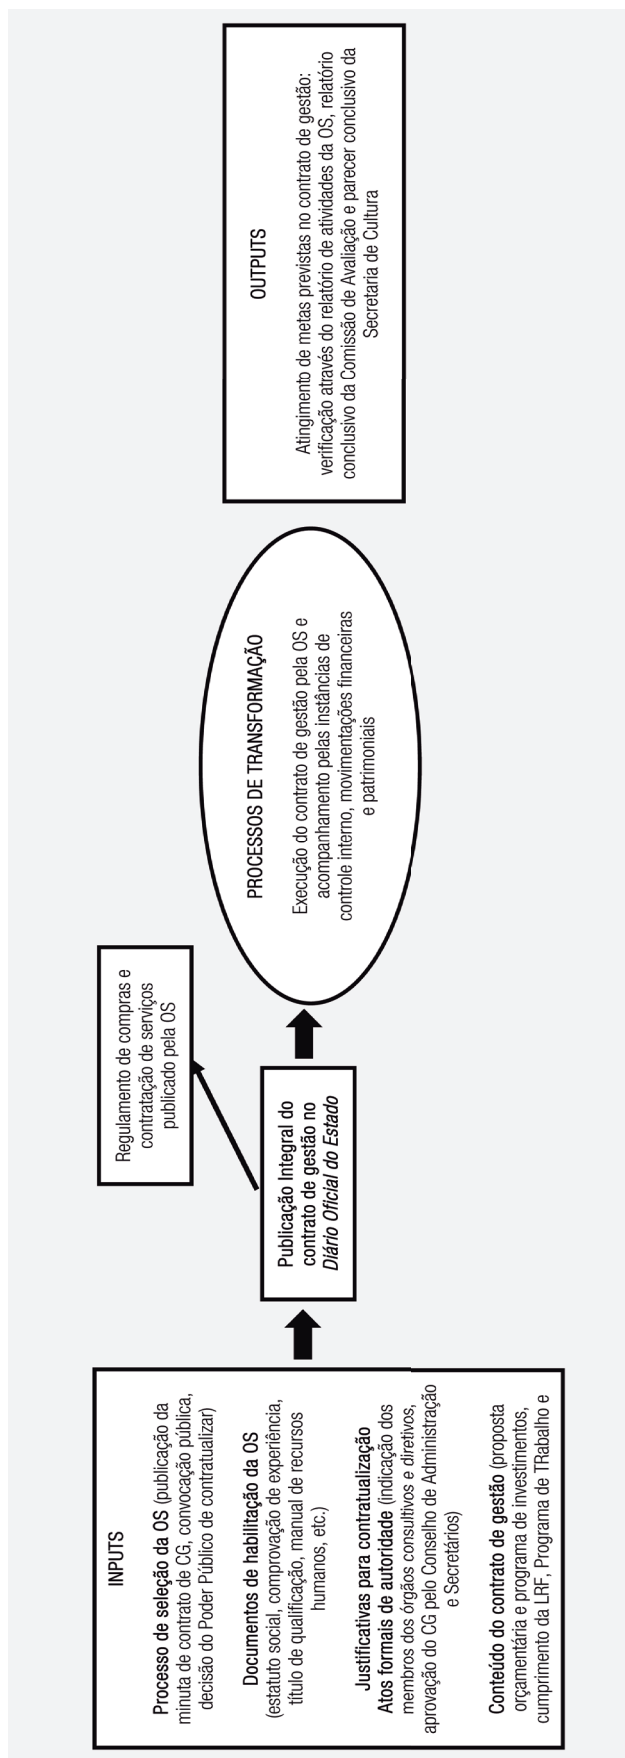 INPUTS
Processo de seleção da OS (publicação da
minuta de contrato de CG, convocação pública,
decisão do Poder Público de contratualizar)
Documentos de habilitação da OS
(estatuto social, comprovação de experiência,
título de qualificação, manual de recursos
humanos, etc.)
Justificativas para contratualização
Atos formais de autoridade (indicação dos
membros dos órgãos consultivos e diretivos,
aprovação do CG pelo Conselho de Administração
e Secretários)
Conteúdo do contrato de gestão (proposta
orçamentária e programa de investimentos,
cumprimento da LRF, Programa de TRabalho e
Publicação Integral do
contrato de gestão no
Diário Oficial do Estado
Regulamento de compras e
contratação de serviços
publicado pela OS
PROCESSOS DE TRANSFORMAÇÃO
Execução do contrato de gestão pela OS e
acompanhamento pelas instâncias de
controle interno, movimentações financeiras
e patrimoniais
OUTPUTS
Atingimento de metas previstas no contrato de gestão:
verificação através do relatório de atividades da OS, relatório
conclusivo da Comissão de Avaliação e parecer conclusivo da
Secretaria de Cultura